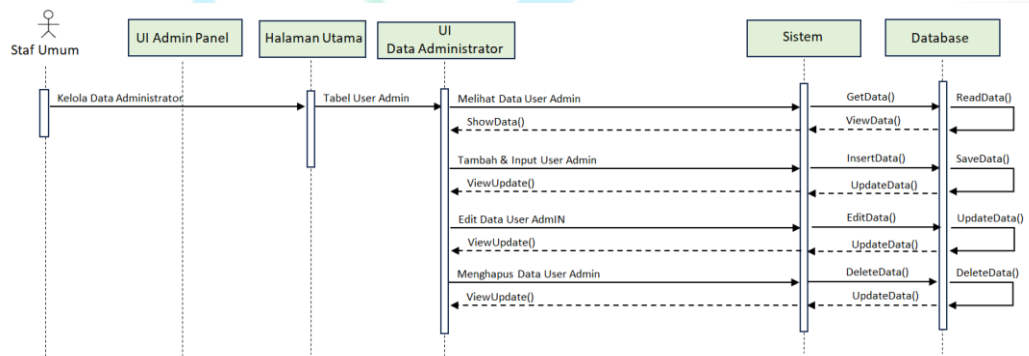 Staf Umum
UI Admin Panel
Halaman Utama
UI
Data Administrator
Sistem
Database
Kelola Data Administrator
Tabel User Admin
Melihat Data User Admin
GetData()
ReadData()
ShowData()
ViewData()
Tambah & Input User Admin
InsertData()
SaveData()
ViewUpdate()
UpdateData()
Edit Data User AdmIN
EditData()
UpdateData()
ViewUpdate()
UpdateData()
Menghapus Data User Admin
DeleteData()
DeleteData()
ViewUpdate()
UpdateData()